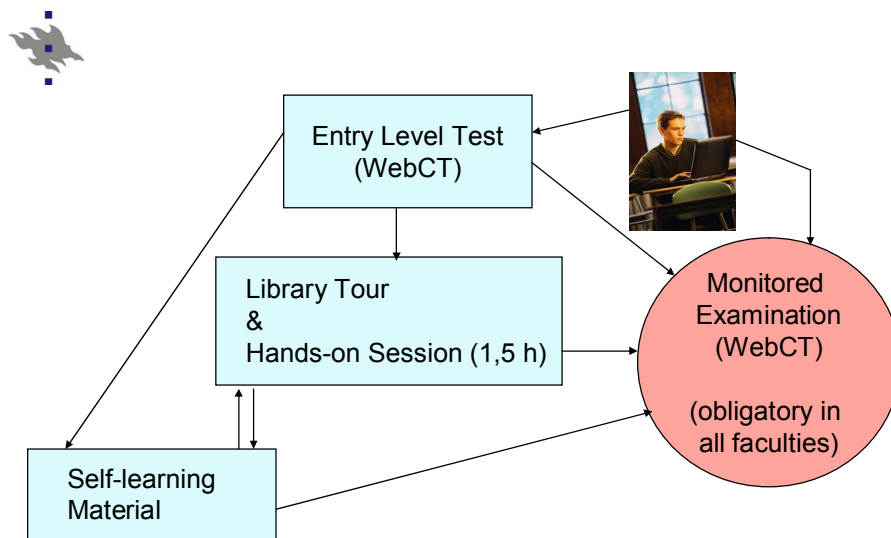 Entry Level Test
(WebCT)
Library Tour
&
Hands-on Session (1,5 h)
Monitored
Examination
(WebCT)
(obligatory in
all faculties)
Self-learning
Material